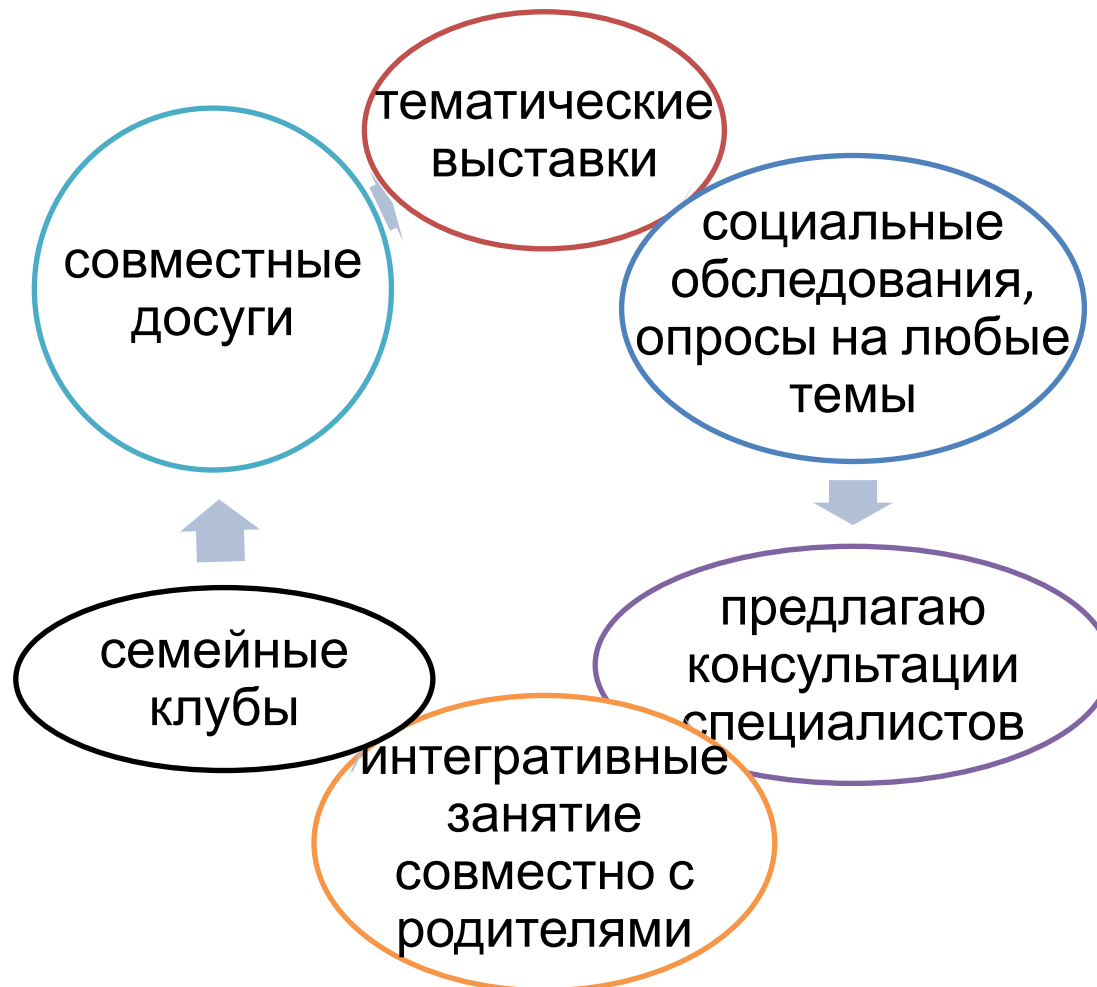 тематические
выставки
социальные
обследования,
опросы на любые
темы
предлагаю
консультации
специалистов
интегративные
занятие
совместно с
родителями
семейные
клубы
совместные
досуги